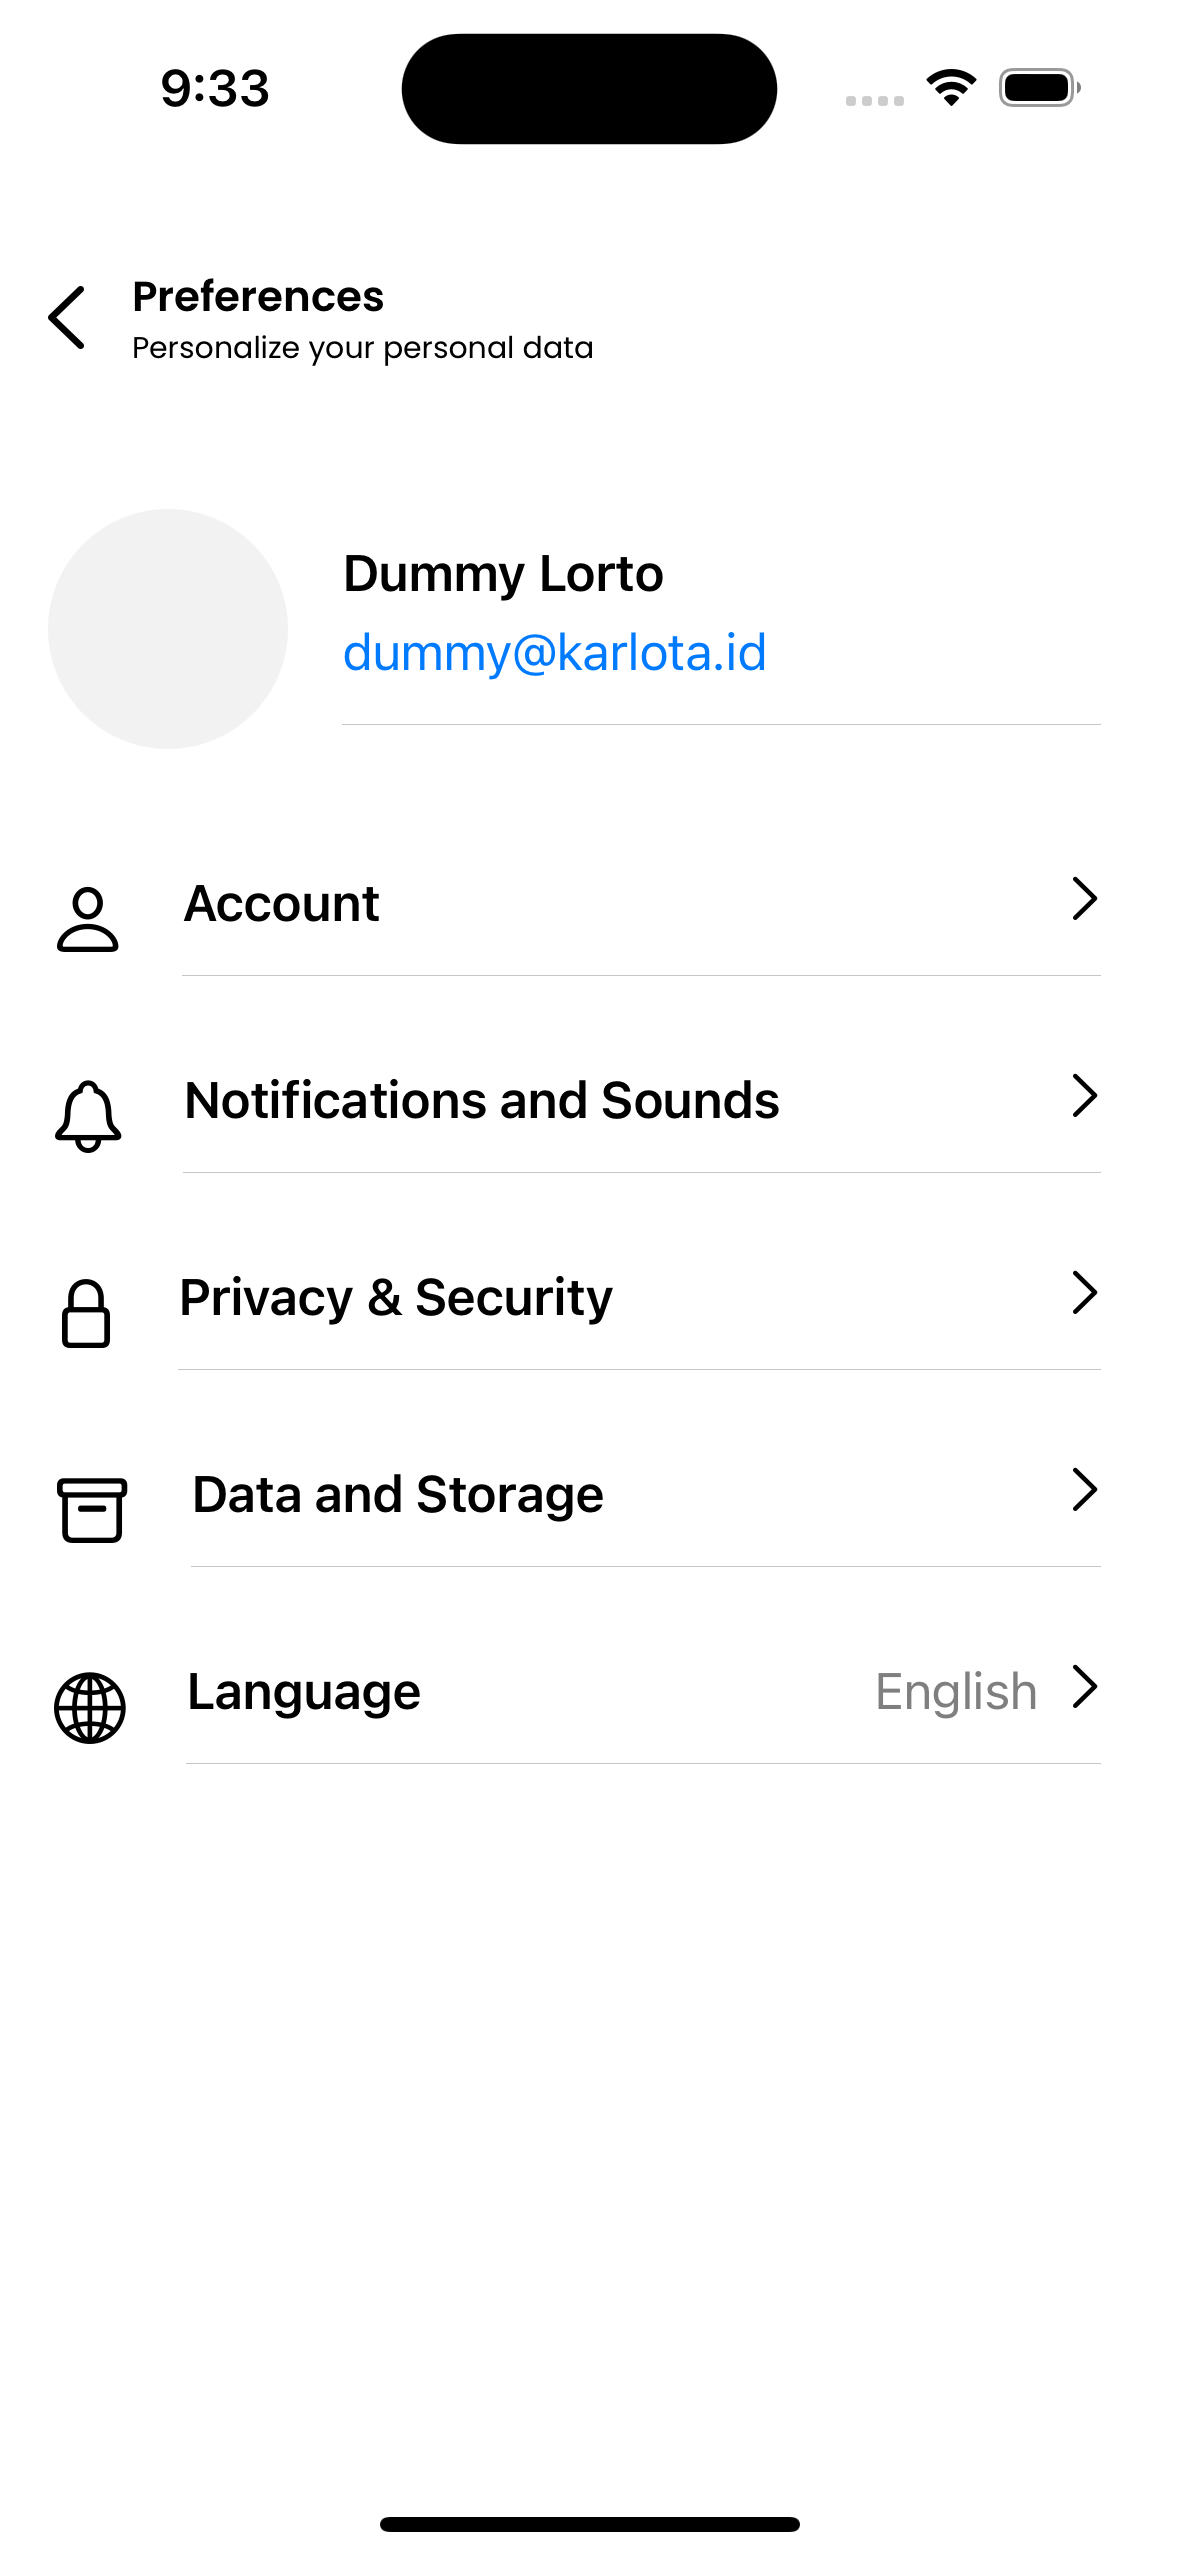 9:33
Preferences
Personalize your personal data
Dummy Lorto
dummy@karlota.id
Account
Notifications and Sounds
Privacy & Security
Data and Storage
Language English